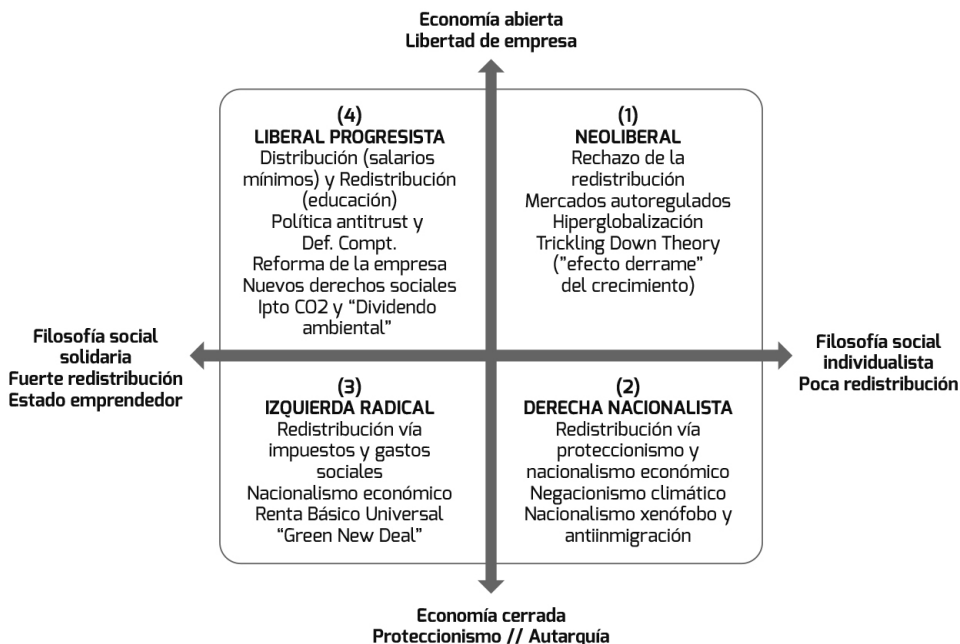 Economía abierta
Libertad de empresa
(4)
LIBERAL PROGRESISTA
Distribución (salarios
mínimos) y Redistribución
(educación)
Política antitrust y
Def. Compt.
Reforma de la empresa
Nuevos derechos sociales
Ipto CO2 y “Dividendo
ambiental”
(1)
NEOLIBERAL
Rechazo de la
redistribución
Mercados autoregulados
Hiperglobalización
Trickling Down Theory
(”efecto derrame”
del crecimiento)
Filosofía social
solidaria
Fuerte redistribución
Estado emprendedor
Filosofía social
individualista
Poca redistribución
(3)
IZQUIERDA RADICAL
Redistribución vía
impuestos y gastos
sociales
Nacionalismo económico
Renta Básico Universal
“Green New Deal”
(2)
DERECHA NACIONALISTA
Redistribución vía
proteccionismo y
nacionalismo económico
Negacionismo climático
Nacionalismo xenófobo y
antiinmigración
Economía cerrada
Proteccionismo // Autarquía